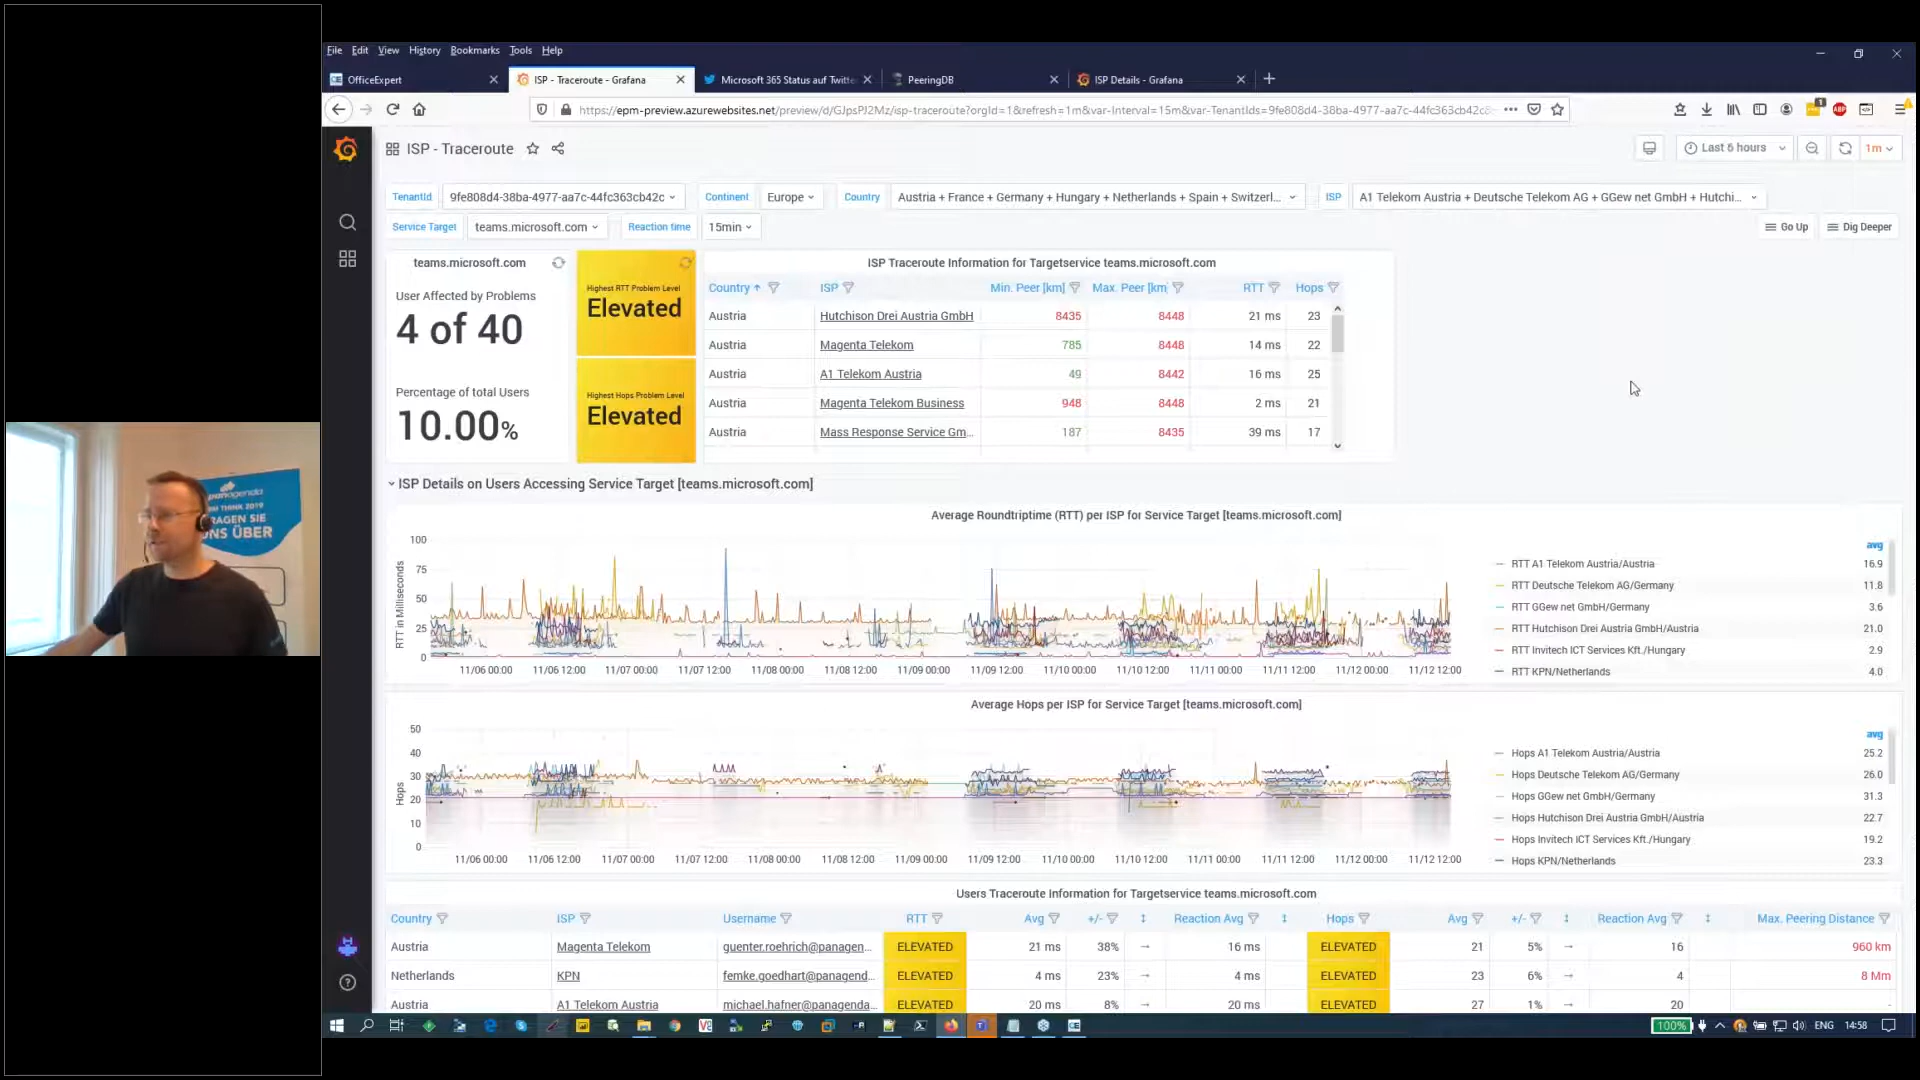 File Edit View History Bookmarks Tools Help
OfficeExpert
ISP - Traceroute - Grafana
Microsoft 365 Status auf Twitte
PeeringDB
ISP Details - Grafana
ISP - Traceroute
Last 6 hours
1m
TenantId 9fe808d4-38ba-4977-aa7c-44fc363cb42c
Continent Europe
Country Austria + France + Germany + Hungary + Netherlands + Spain + Switzerl...
ISP A1 Telekom Austria + Deutsche Telekom AG + GGew net GmbH + Hutchi...
Service Target teams.microsoft.com
Reaction time 15min
Go Up
Dig Deeper
teams.microsoft.com
User Affected by Problems
4 of 40
Percentage of total Users
10.00%
Highest RTT Problem Level
Elevated
Highest Hops Problem Level
Elevated
ISP Traceroute Information for Targetservice teams.microsoft.com
Country ISP Min. Peer [km] Max. Peer [km] RTT Hops
Austria Hutchison Drei Austria GmbH 8435 8448 21 ms 23
Austria Magenta Telekom 785 8448 14 ms 22
Austria A1 Telekom Austria 49 8442 16 ms 25
Austria Magenta Telekom Business 948 8448 2 ms 21
Austria Mass Response Service Gm... 187 8435 39 ms 17
ISP Details on Users Accessing Service Target [teams.microsoft.com]
Average Roundtriptime (RTT) per ISP for Service Target [teams.microsoft.com]
RTT in Milliseconds
100
75
50
25
0
11/06 00:00 11/06 12:00 11/07 00:00 11/07 12:00 11/08 00:00 11/08 12:00 11/09 00:00 11/09 12:00 11/10 00:00 11/10 12:00 11/11 00:00 11/11 12:00 11/12 00:00 11/12 12:00
avg
RTT A1 Telekom Austria/Austria 16.9
RTT Deutsche Telekom AG/Germany 11.8
RTT GGew net GmbH/Germany 3.6
RTT Hutchison Drei Austria GmbH/Austria 21.0
RTT Invitech ICT Services Kft./Hungary 2.9
RTT KPN/Netherlands 4.0
Average Hops per ISP for Service Target [teams.microsoft.com]
Hops
50
40
30
20
10
0
11/06 00:00 11/06 12:00 11/07 00:00 11/07 12:00 11/08 00:00 11/08 12:00 11/09 00:00 11/09 12:00 11/10 00:00 11/10 12:00 11/11 00:00 11/11 12:00 11/12 00:00 11/12 12:00
avg
Hops A1 Telekom Austria/Austria 25.2
Hops Deutsche Telekom AG/Germany 26.0
Hops GGew net GmbH/Germany 31.3
Hops Hutchison Drei Austria GmbH/Austria 22.7
Hops Invitech ICT Services Kft./Hungary 19.2
Hops KPN/Netherlands 23.3
Users Traceroute Information for Targetservice teams.microsoft.com
Country ISP Username RTT Avg +/- Reaction Avg Hops Avg +/- Reaction Avg Max. Peering Distance
Austria Magenta Telekom guenter.roehrich@panagen... ELEVATED 21 ms 38% → 16 ms ELEVATED 21 5% → 16 960 km
Netherlands KPN femke.goedhart@panagend... ELEVATED 4 ms 23% → 4 ms ELEVATED 23 6% → 4 8 Mm
Austria A1 Telekom Austria michael.hafner@panagenda... ELEVATED 20 ms 8% → 20 ms ELEVATED 27 1% → 20 -
100% ENG 14:58
panagenda
THINK 2019
RAGEN SIE
NS ÜBER